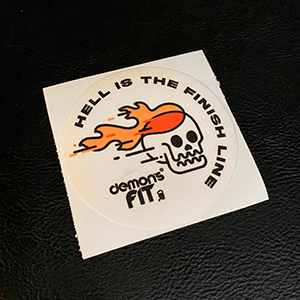 HELL IS THE FINISH LINE
demons
FIT